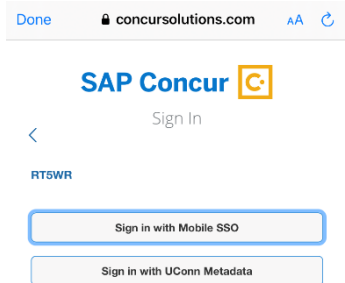 Done concursolutions.com AA
SAP Concur C.
Sign In
RT5WR
Sign in with Mobile SSO
Sign in with UConn Metadata